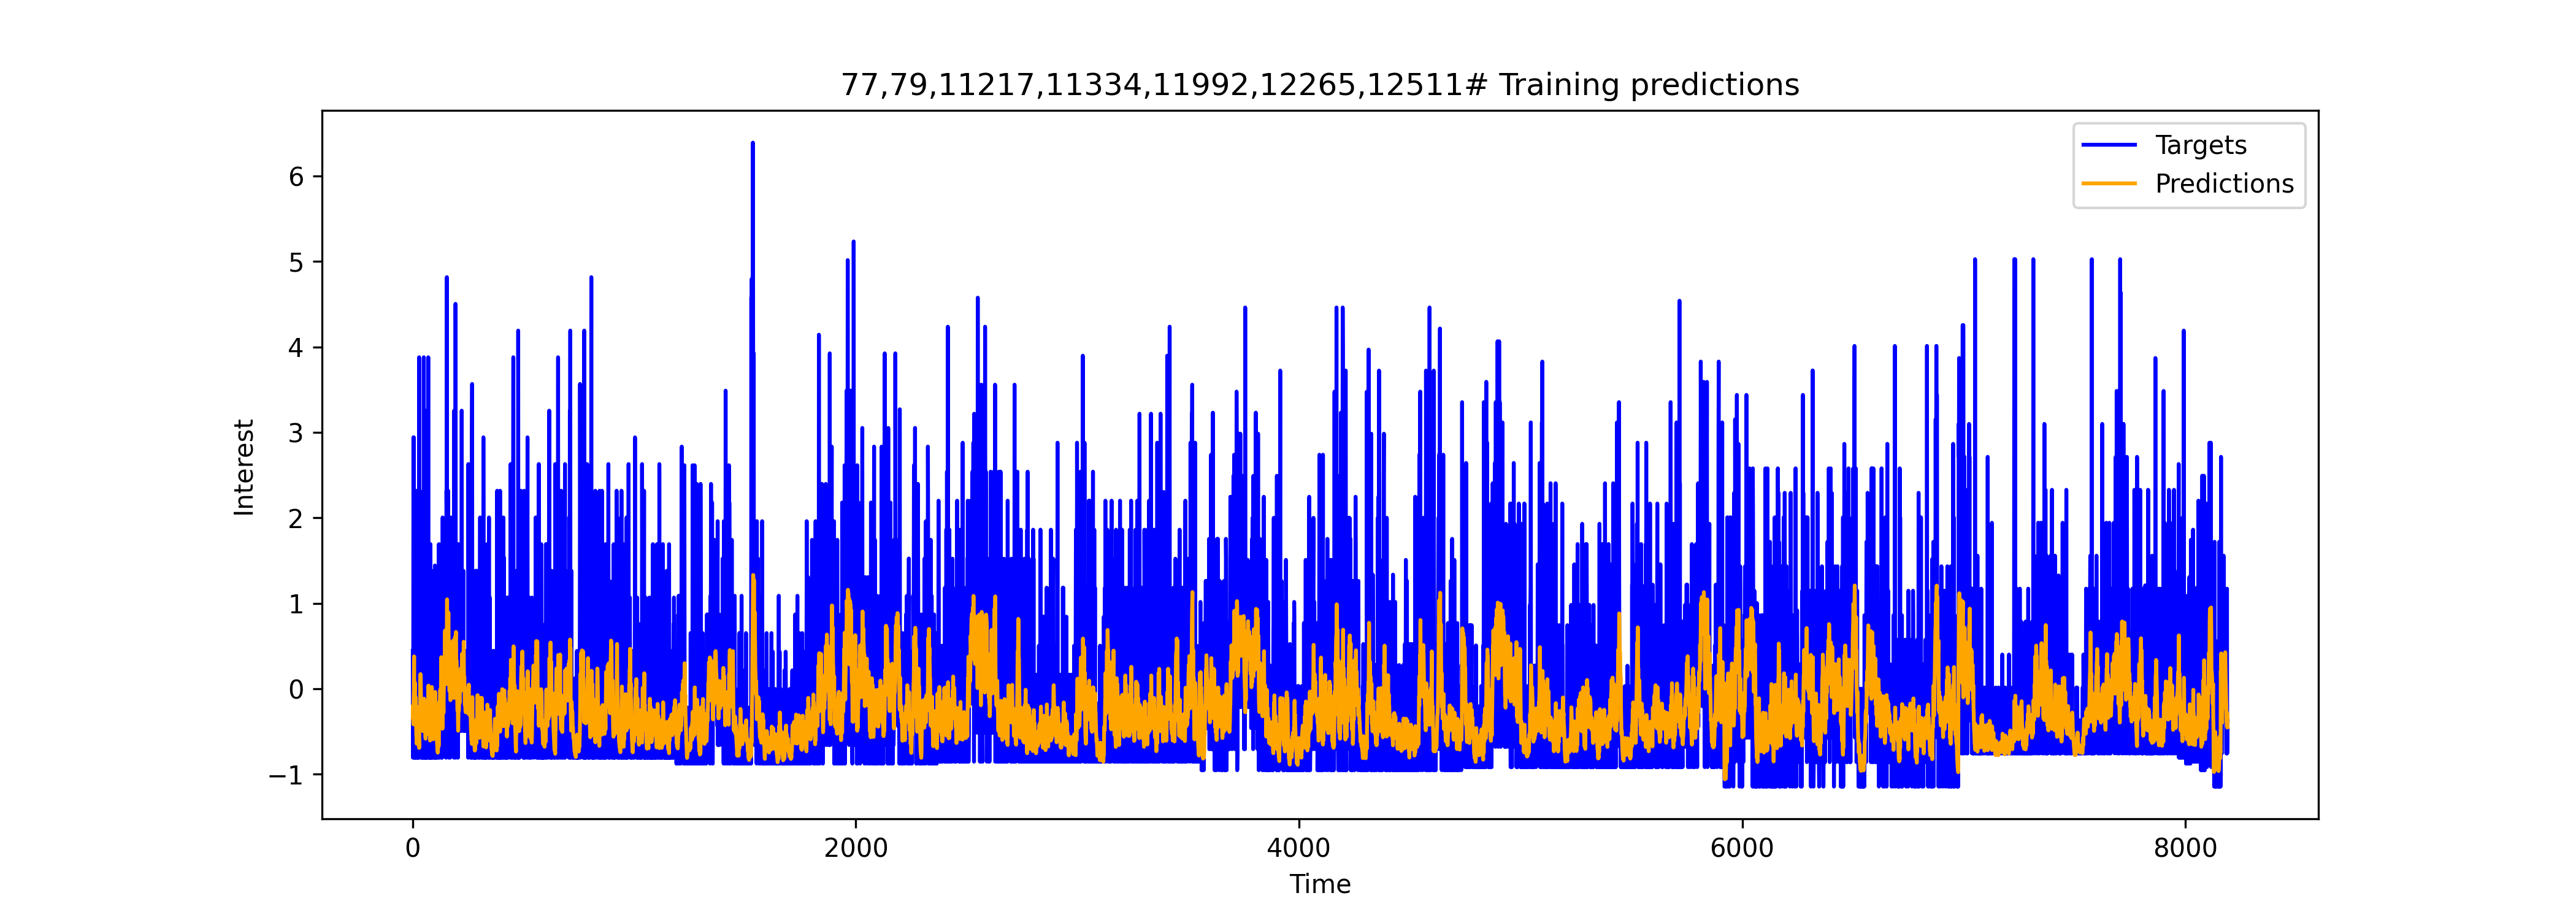 77,79,11217,11334,11992,12265,12511# Training predictions
Targets
Predictions
Interest
6
5
4
3
2
1
0
−1
0 2000 4000 6000 8000
Time